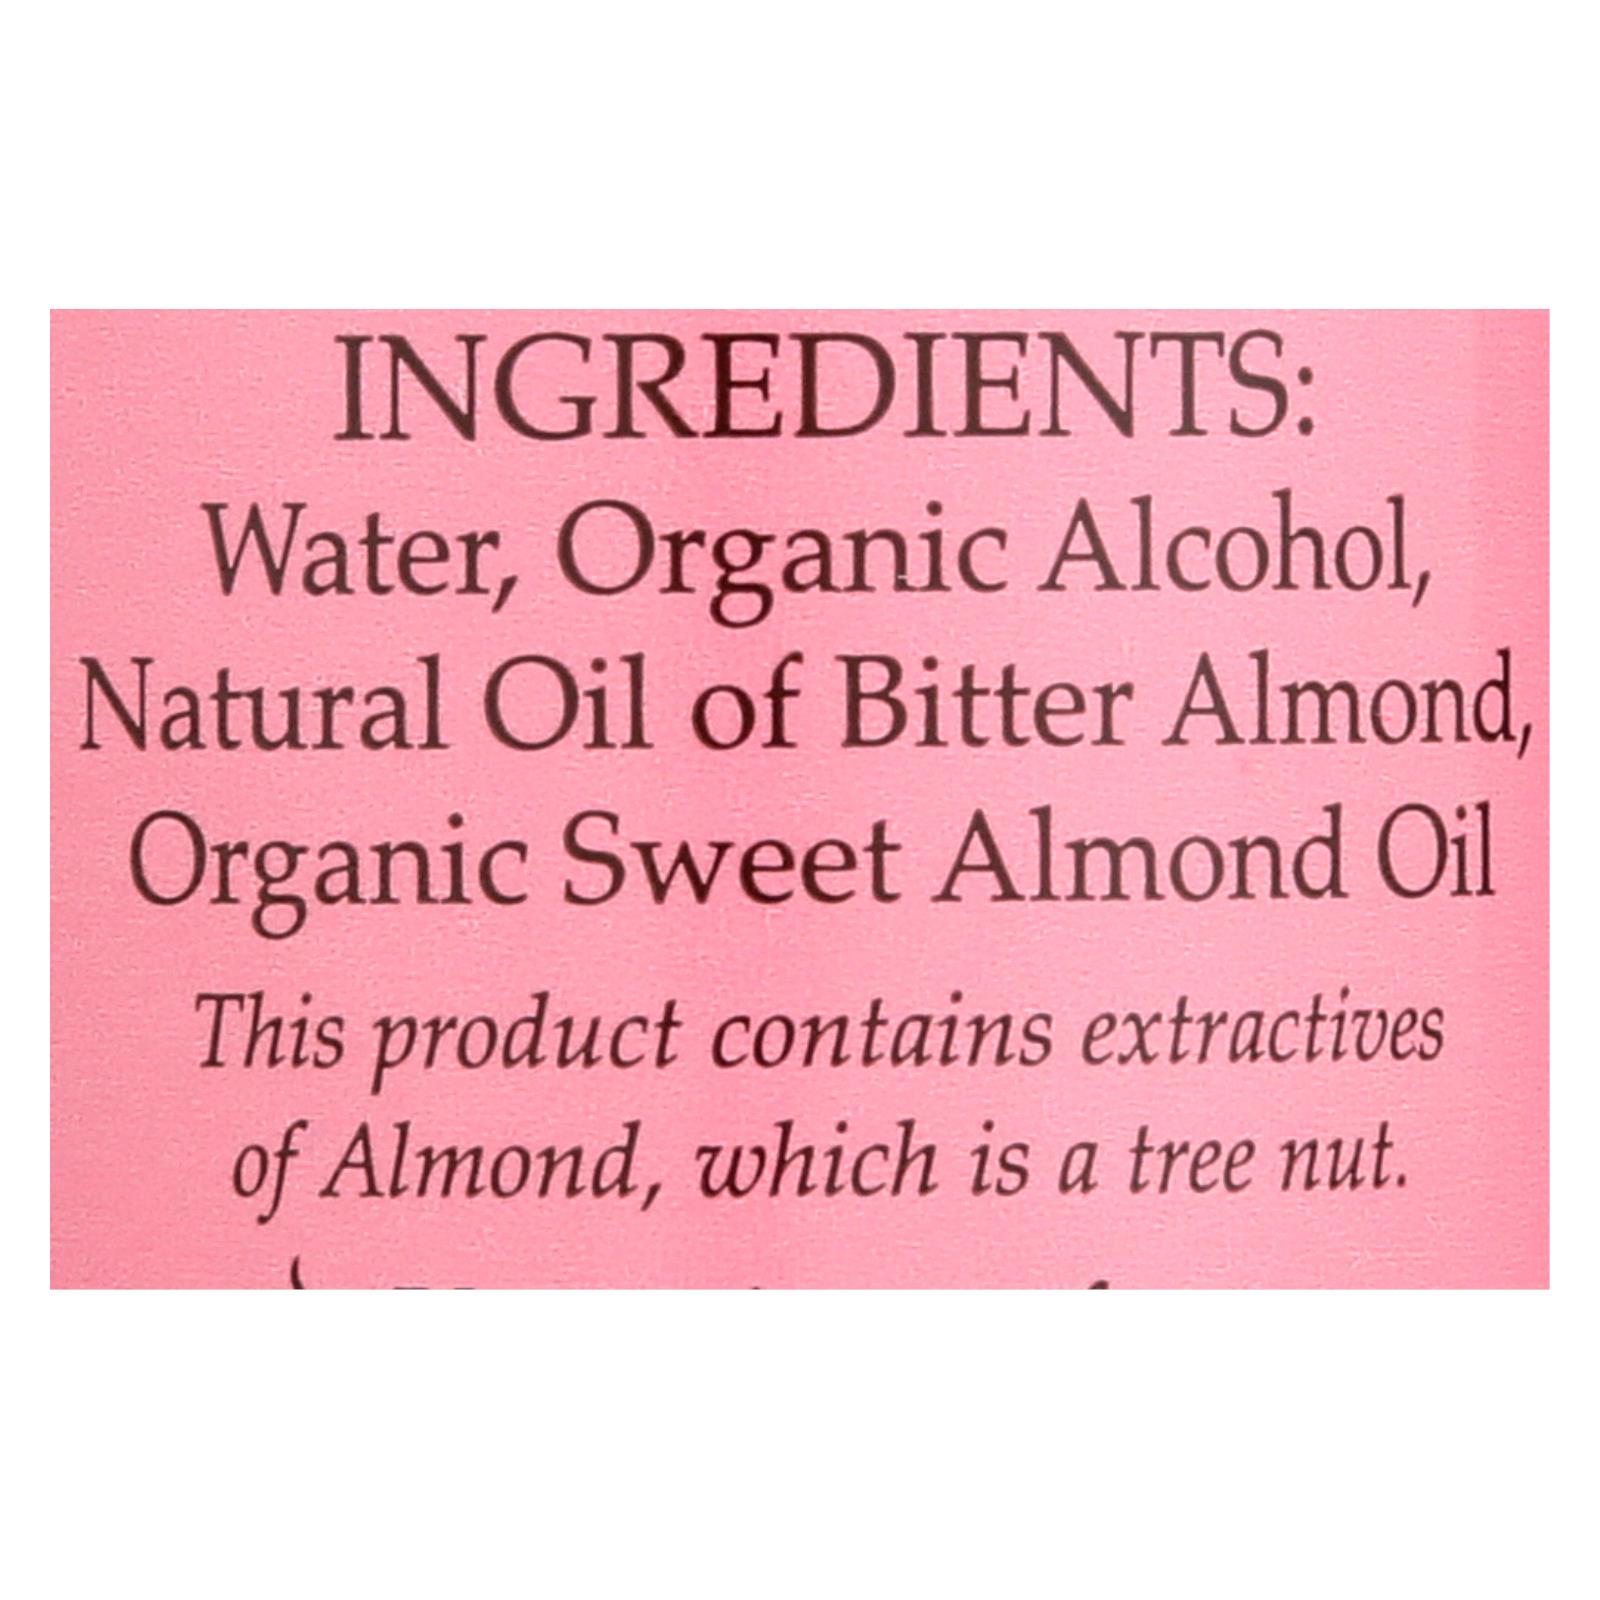 INGREDIENTS:
Water, Organic Alcohol,
Natural Oil of Bitter Almond,
Organic Sweet Almond Oil
This product contains extractives
of Almond, which is a tree nut.